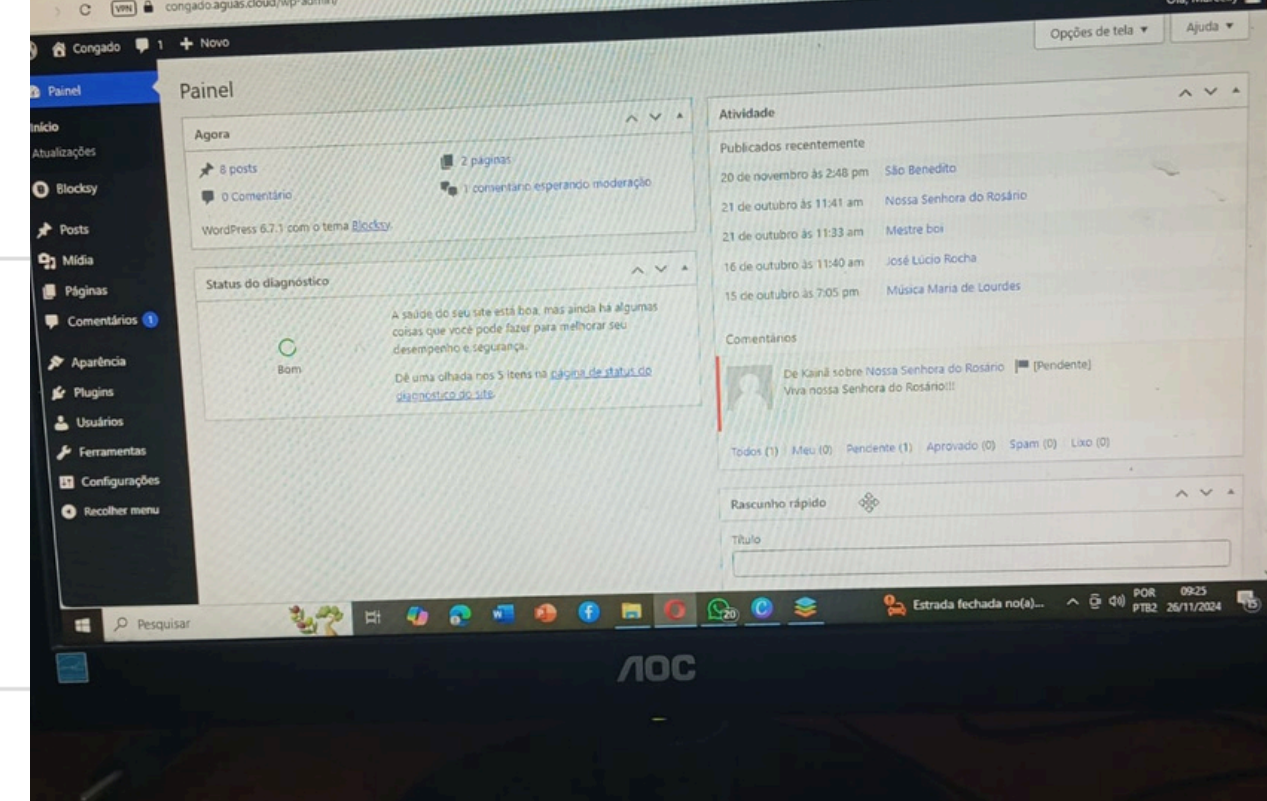 VPN congado.aguas.cloud/wp-admin/
Congado 1 + Novo
Opções de tela Ajuda
Painel
Início
Atualizações
Blocksy
Posts
Mídia
Páginas
Comentários 1
Aparência
Plugins
Usuários
Ferramentas
Configurações
Recolher menu
Painel
Agora
8 posts
2 páginas
0 Comentário
1 comentário esperando moderação
WordPress 6.7.1 com o tema Blocksy.
Status do diagnóstico
Bom
A saúde do seu site está boa, mas ainda há algumas
coisas que você pode fazer para melhorar seu
desempenho e segurança.
Dê uma olhada nos 5 itens na página de status do
diagnóstico do site.
Atividade
Publicados recentemente
20 de novembro às 2:48 pm São Benedito
21 de outubro às 11:41 am Nossa Senhora do Rosário
21 de outubro às 11:33 am Mestre boi
16 de outubro às 11:40 am José Lúcio Rocha
15 de outubro às 7:05 pm Música Maria de Lourdes
Comentários
De Kainã sobre Nossa Senhora do Rosário [Pendente]
Viva nossa Senhora do Rosário!!!
Todos (1) Meu (0) Pendente (1) Aprovado (0) Spam (0) Lixo (0)
Rascunho rápido
Título
Pesquisar
20
Estrada fechada no(a)...
POR
PTB2
09:25
26/11/2024
15
AOC